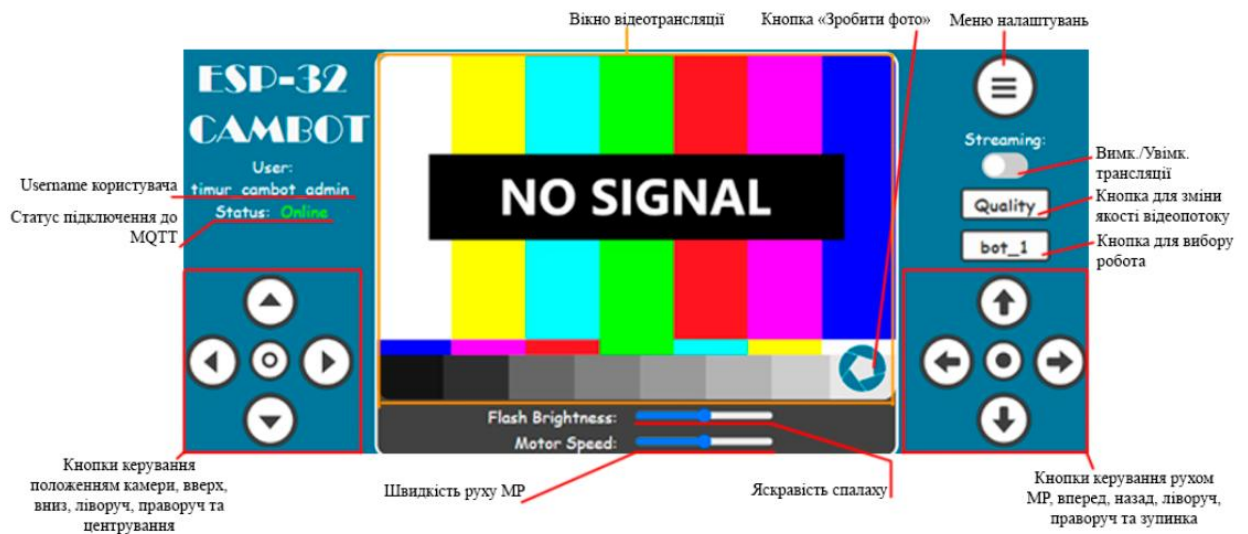 Вікно відеотрансляції
Кнопка «Зробити фото»
Меню налаштувань
ESP-32
CAMBOT
User:
timur_cambot_admin
Status: Online
Username користувача
Статус підключення до
MQTT
NO SIGNAL
Streaming:
Quality
bot_1
Вимк./Увімк.
трансляції
Кнопка для зміни
якості відеопотоку
Кнопка для вибору
робота
Flash Brightness:
Motor Speed:
Кнопки керування
положенням камери, вверх,
вниз, ліворуч, праворуч та
центрування
Швидкість руху МР
Яскравість спалаху
Кнопки керування рухом
МР, вперед, назад, ліворуч,
праворуч та зупинка